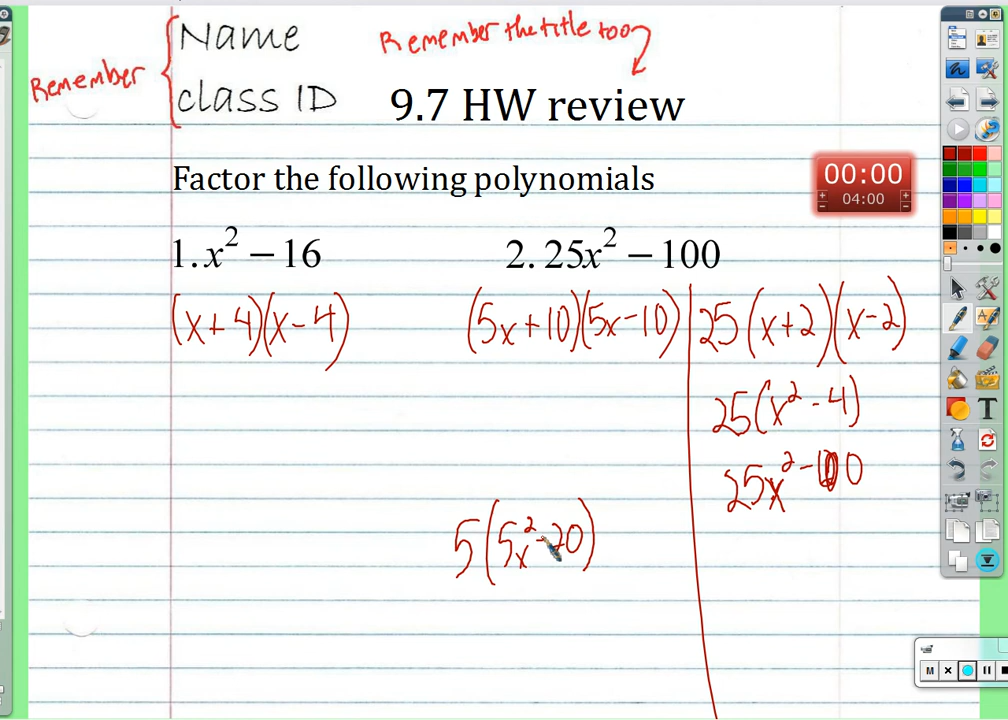 Name
Remember the title too
Remember
class ID
9.7 HW review
Factor the following polynomials
00:00
04:00
1. x² − 16
2. 25x² − 100
(x+4)(x−4)
(5x+10)(5x−10)
25(x+2)(x−2)
25(x²−4)
25x²−100
5(5x²−20)
M